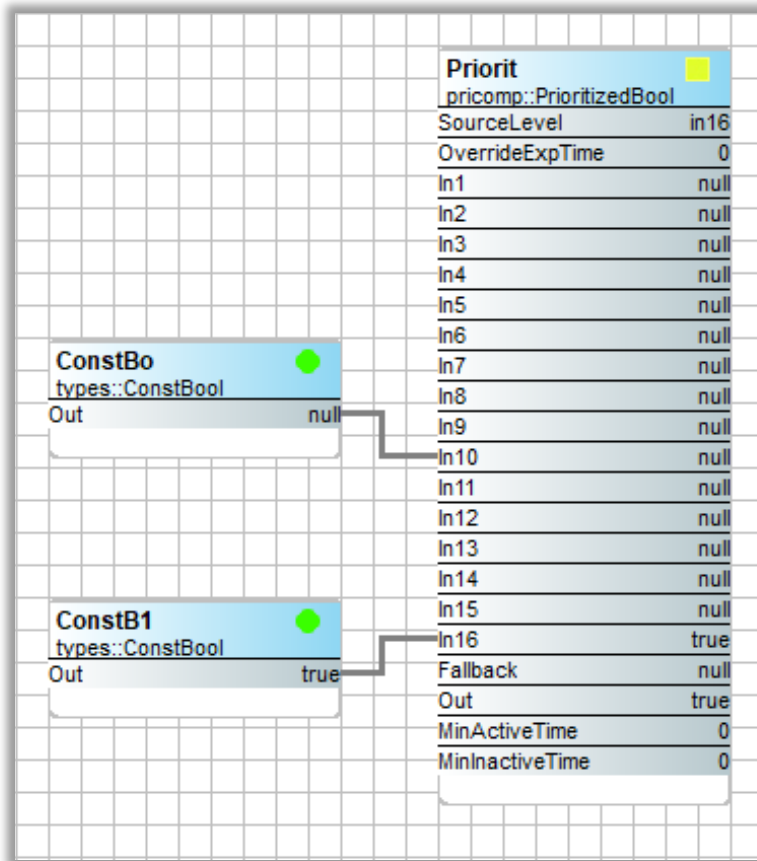 Priorit
pricomp::PrioritizedBool
SourceLevel in16
OverrideExpTime 0
In1 null
In2 null
In3 null
In4 null
In5 null
In6 null
In7 null
In8 null
In9 null
In10 null
In11 null
In12 null
In13 null
In14 null
In15 null
In16 true
Fallback null
Out true
MinActiveTime 0
MinInactiveTime 0
ConstBo
types::ConstBool
Out null
ConstB1
types::ConstBool
Out true